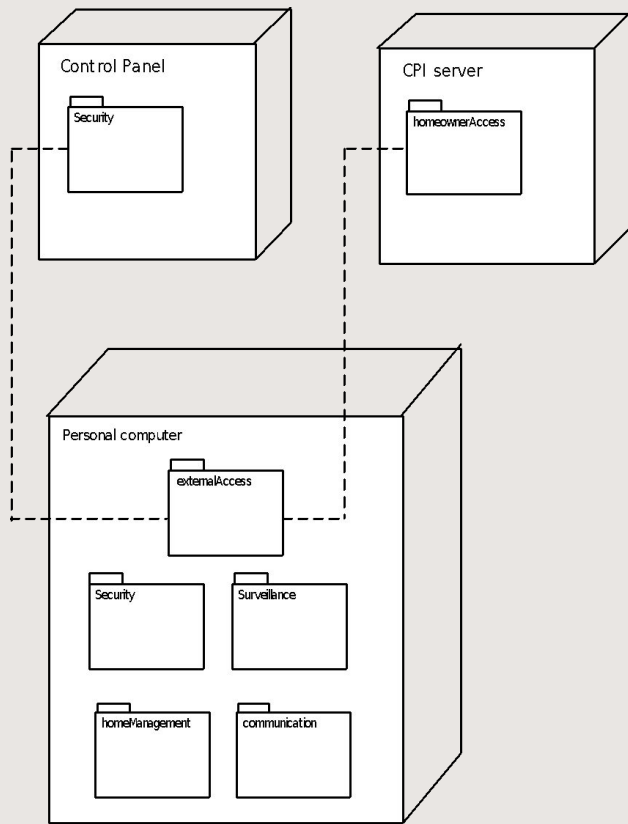 Control Panel
CPI server
Security
homeownerAccess
Personal computer
externalAccess
Security
Surveillance
homeManagement
communication